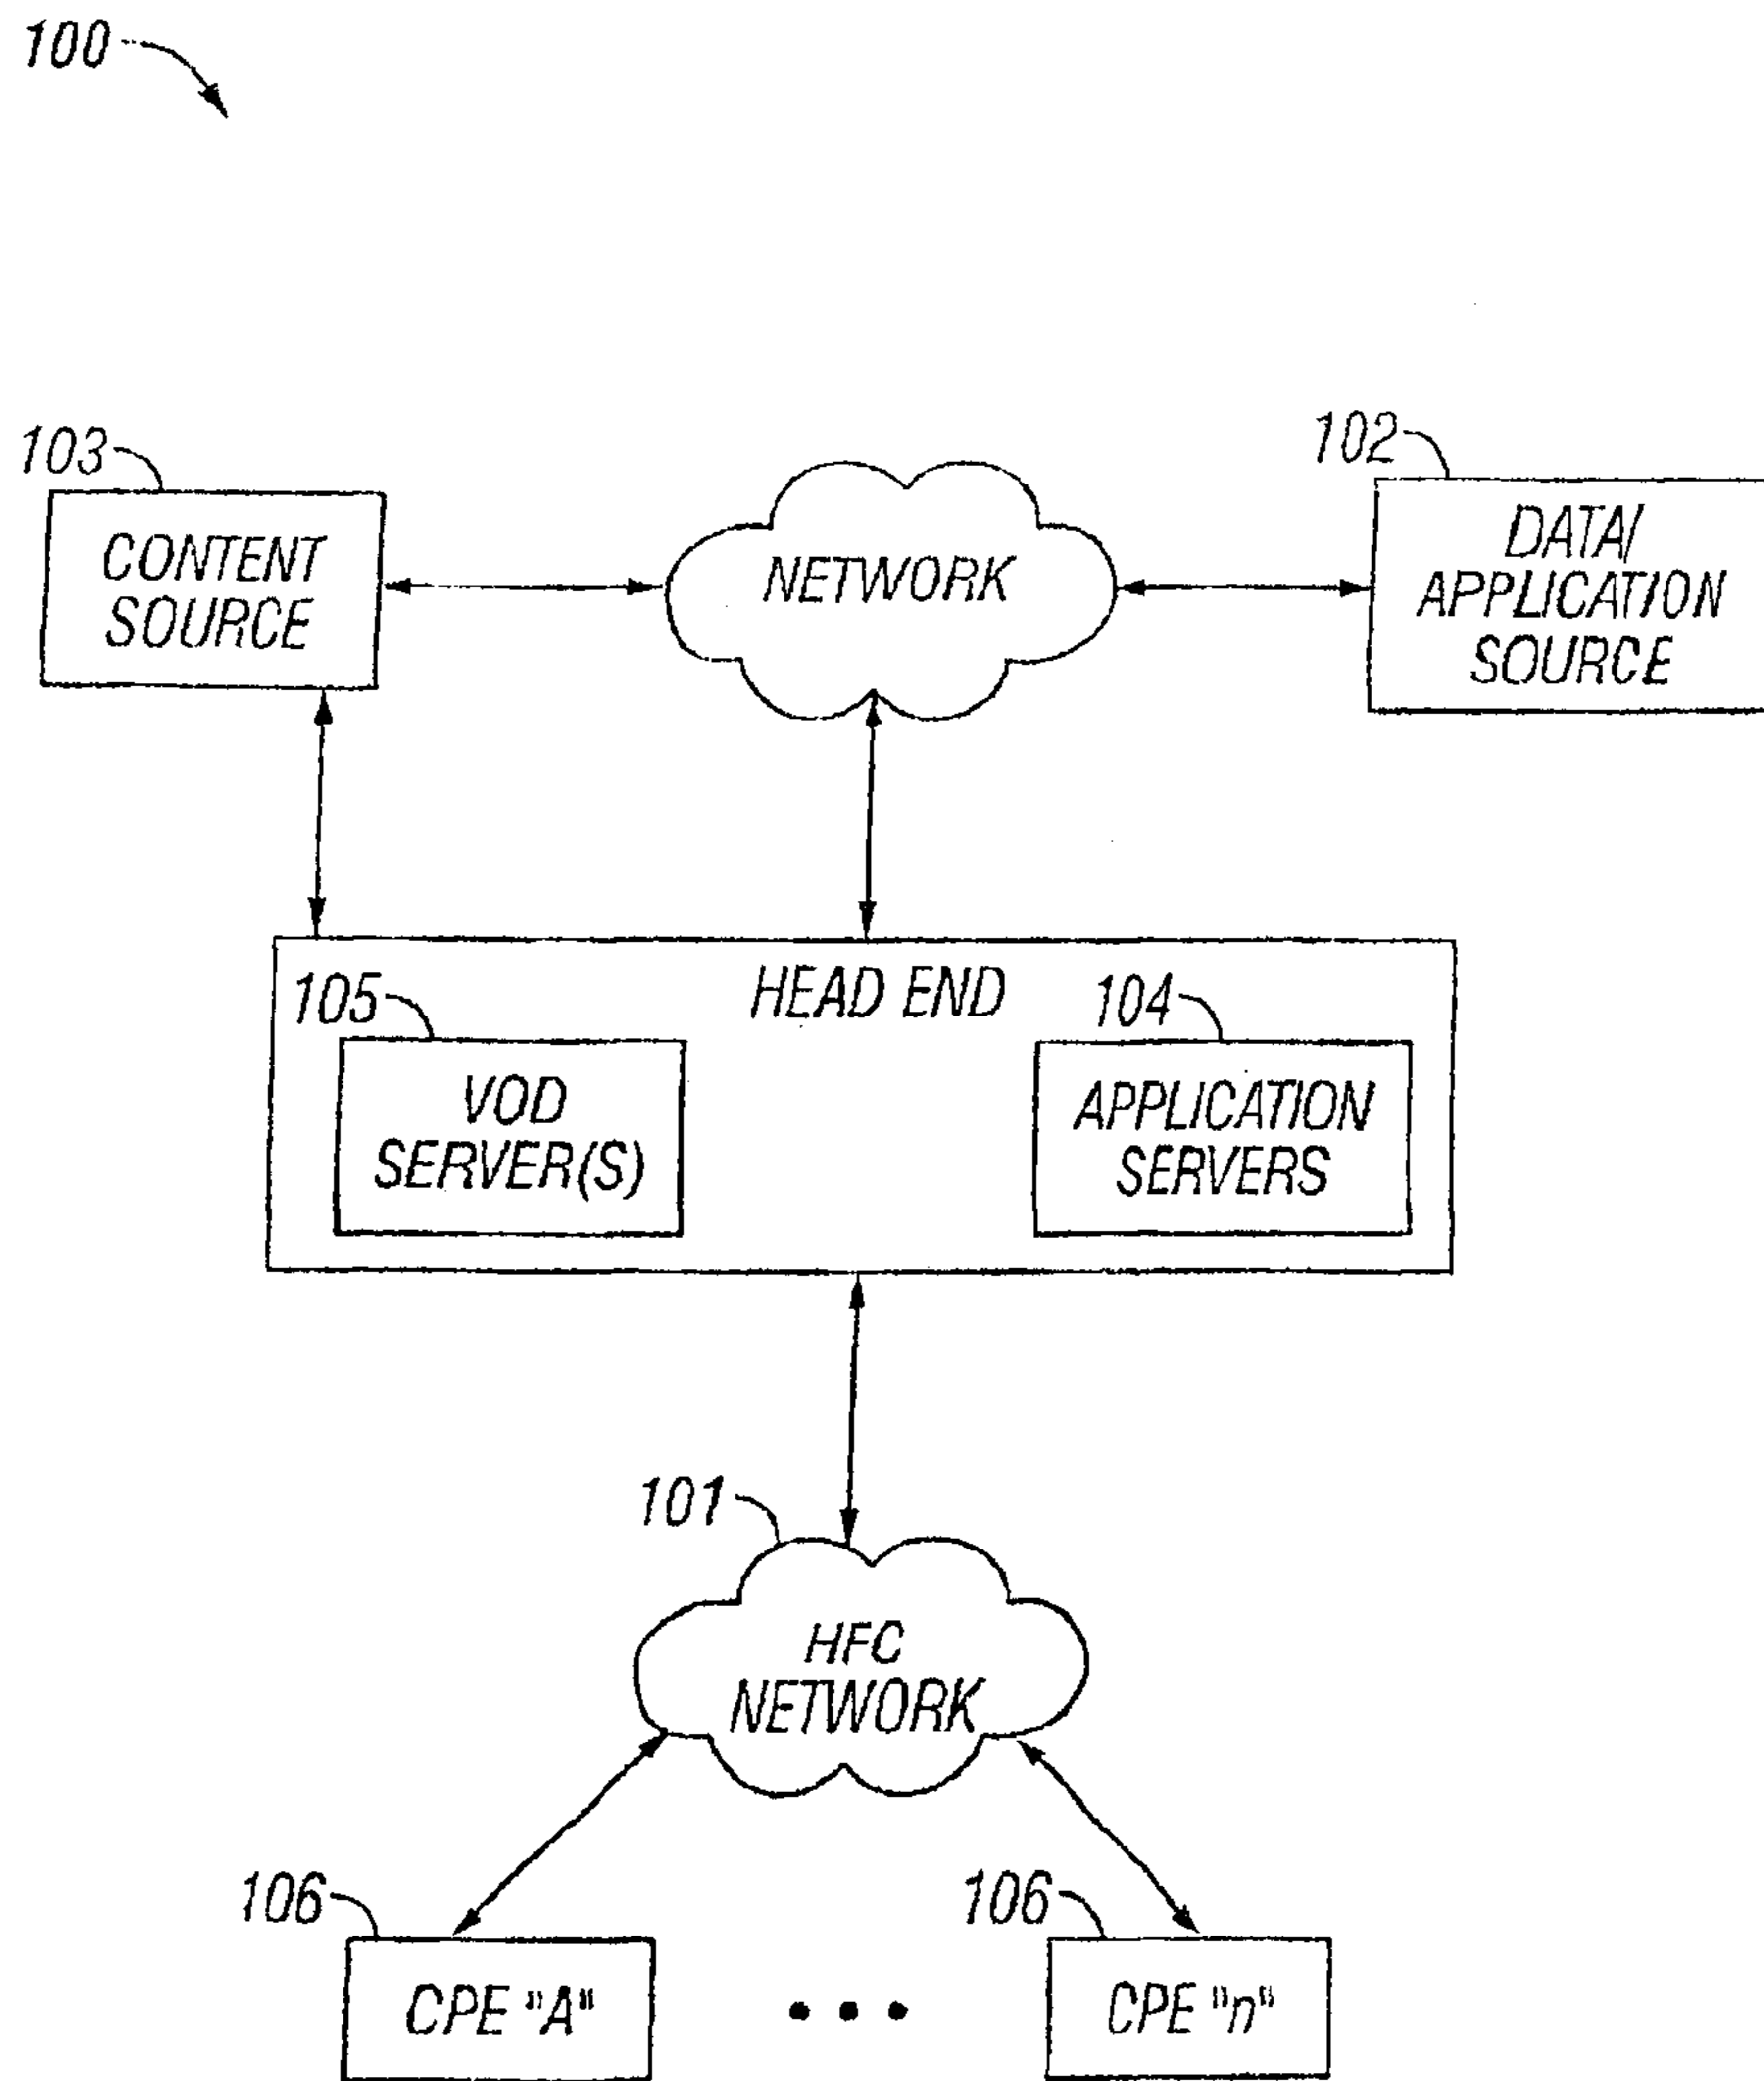 100
103
102
CONTENT
SOURCE
NETWORK
DATA/
APPLICATION
SOURCE
HEAD END
105
104
VOD
SERVER(S)
APPLICATION
SERVERS
101
HFC
NETWORK
106
106
CPE "A"
• • •
CPE "n"